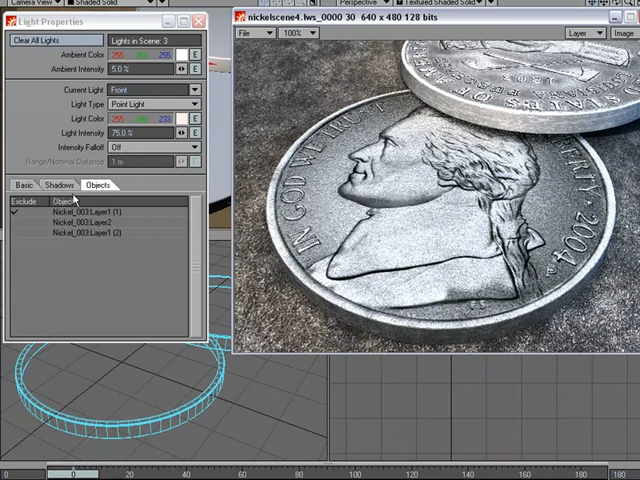 Camera View
Shaded Solid
Perspective
Textured Shaded Solid
Light Properties
Clear All Lights
Lights in Scene: 3
Ambient Color
255
255
E
Ambient Intensity
5.0 %
E
Current Light
Front
Light Type
Point Light
Light Color
255
233
E
Light Intensity
75.0 %
E
Intensity Falloff
Off
Range/Nominal Distance
1 m
Basic
Shadows
Objects
Exclude
Object
Nickel_003:Layer1 (1)
Nickel_003:Layer2
Nickel_003:Layer1 (2)
nickelscene4.lws_0000 30 640 x 480 128 bits
File
100%
Layer
Image
STATES OF AMERICA
IN GOD WE TRUST
LIBERTY
2004
0
0
20
40
60
80
100
120
140
160
180